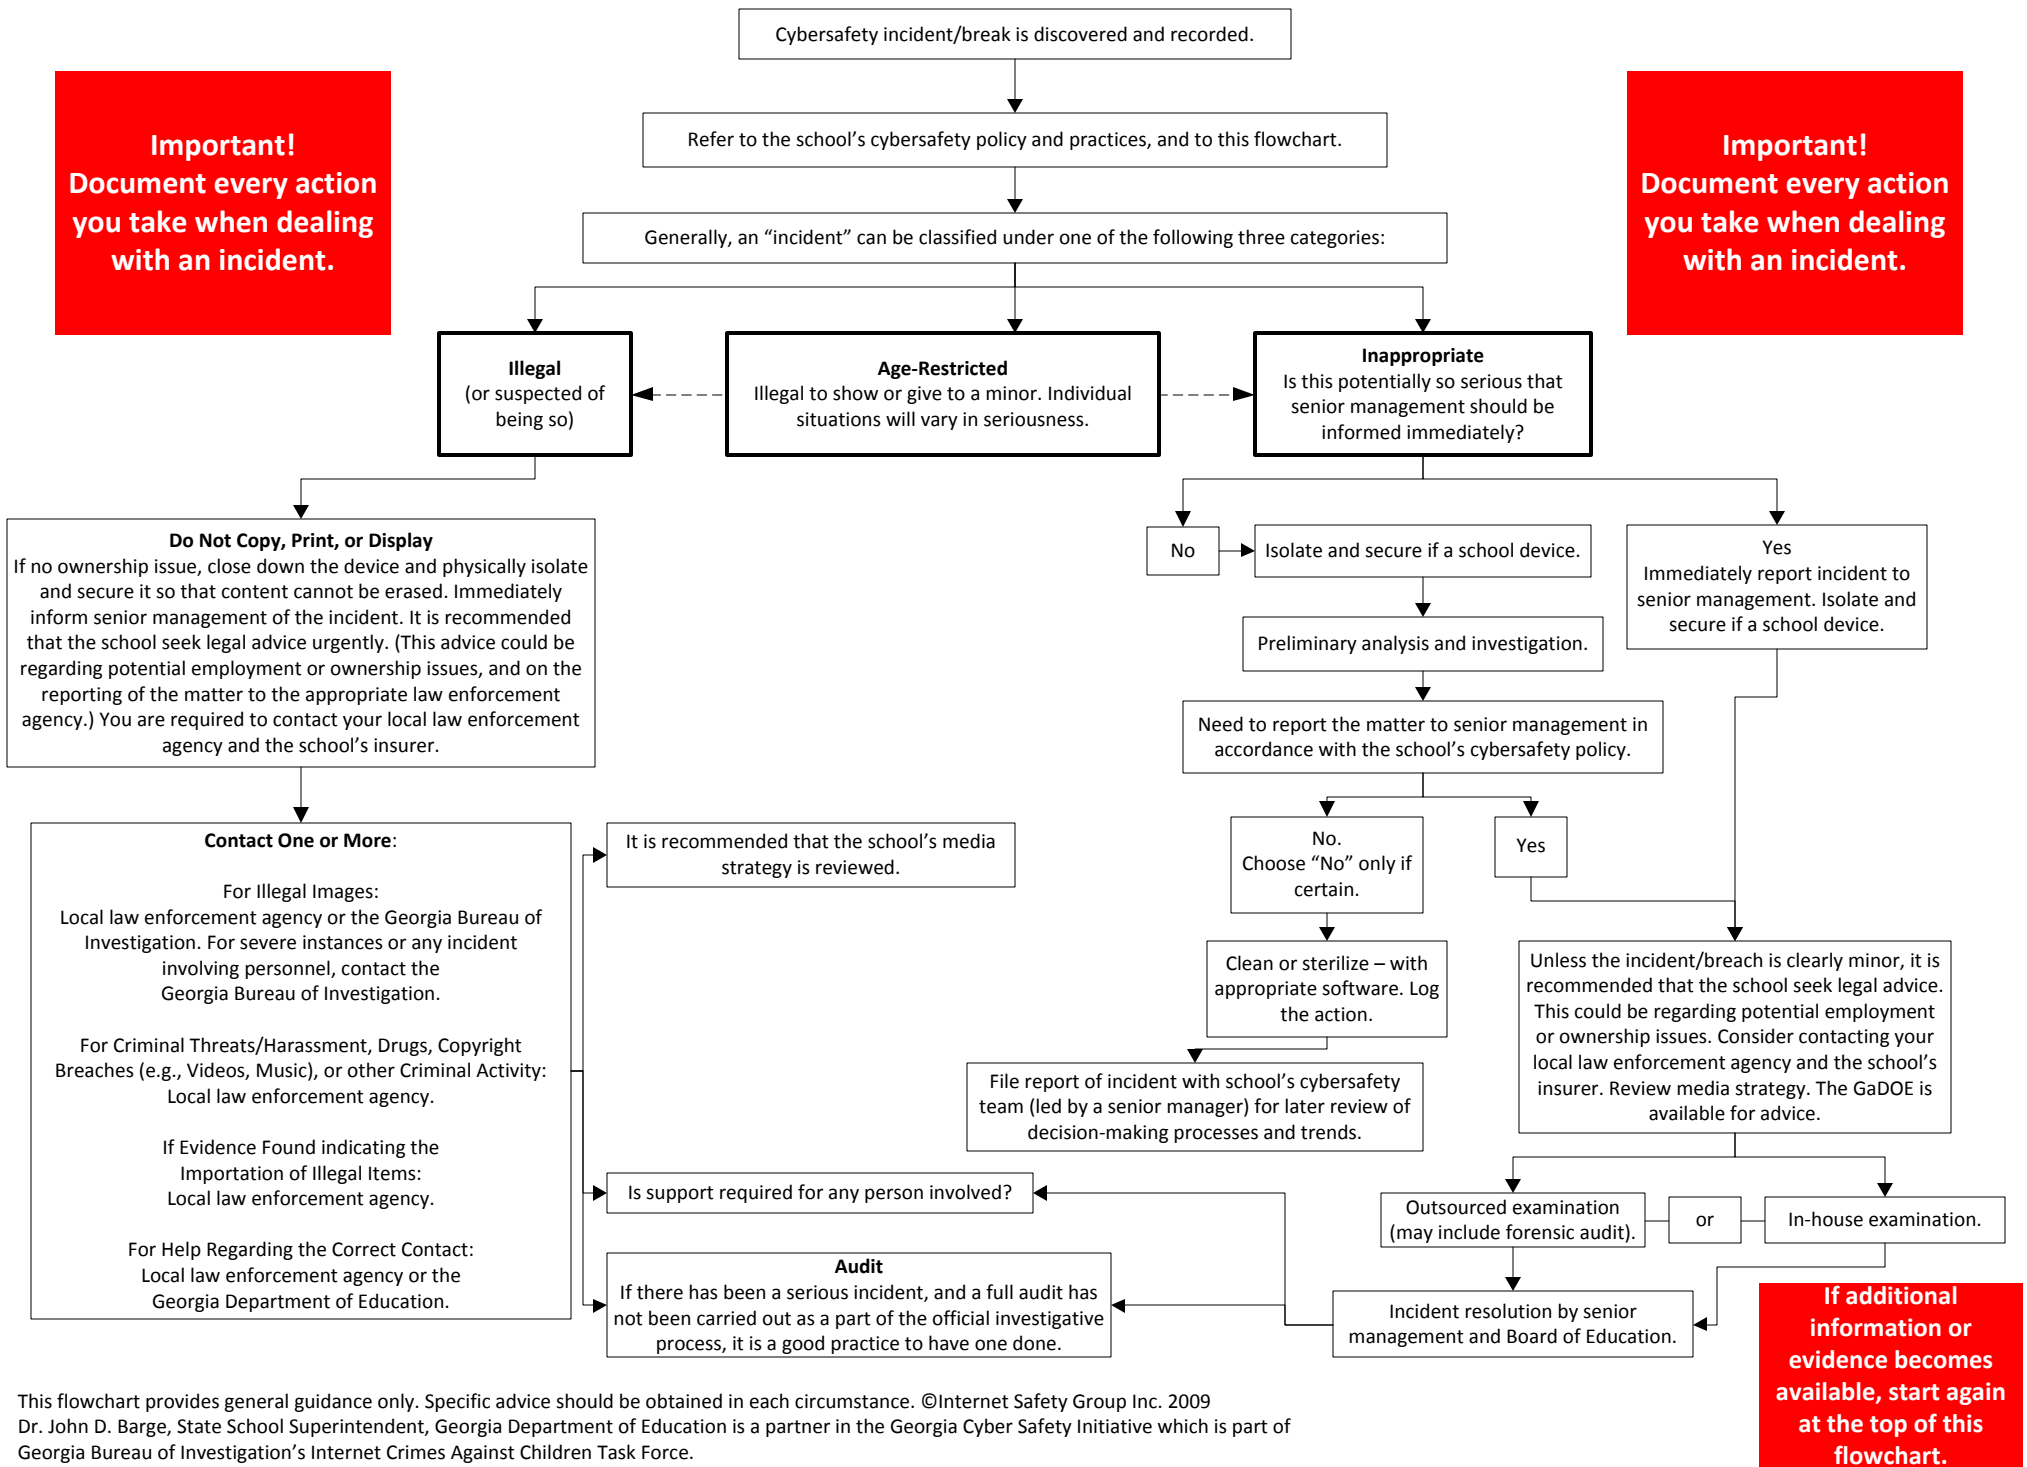 Cybersafety incident/break is discovered and recorded.
Important!
Document every action
you take when dealing
with an incident.
Important!
Document every action
you take when dealing
with an incident.
Refer to the school’s cybersafety policy and practices, and to this flowchart.
Generally, an “incident” can be classified under one of the following three categories:
Illegal
(or suspected of
being so)
Age-Restricted
Illegal to show or give to a minor. Individual
situations will vary in seriousness.
Inappropriate
Is this potentially so serious that
senior management should be
informed immediately?
Do Not Copy, Print, or Display
If no ownership issue, close down the device and physically isolate
and secure it so that content cannot be erased. Immediately
inform senior management of the incident. It is recommended
that the school seek legal advice urgently. (This advice could be
regarding potential employment or ownership issues, and on the
reporting of the matter to the appropriate law enforcement
agency.) You are required to contact your local law enforcement
agency and the school’s insurer.
No
Isolate and secure if a school device.
Yes
Immediately report incident to
senior management. Isolate and
secure if a school device.
Preliminary analysis and investigation.
Need to report the matter to senior management in
accordance with the school’s cybersafety policy.
No.
Choose “No” only if
certain.
Yes
Contact One or More:
For Illegal Images:
Local law enforcement agency or the Georgia Bureau of
Investigation. For severe instances or any incident
involving personnel, contact the
Georgia Bureau of Investigation.
For Criminal Threats/Harassment, Drugs, Copyright
Breaches (e.g., Videos, Music), or other Criminal Activity:
Local law enforcement agency.
If Evidence Found indicating the
Importation of Illegal Items:
Local law enforcement agency.
For Help Regarding the Correct Contact:
Local law enforcement agency or the
Georgia Department of Education.
It is recommended that the school’s media
strategy is reviewed.
Clean or sterilize – with
appropriate software. Log
the action.
Unless the incident/breach is clearly minor, it is
recommended that the school seek legal advice.
This could be regarding potential employment
or ownership issues. Consider contacting your
local law enforcement agency and the school’s
insurer. Review media strategy. The GaDOE is
available for advice.
File report of incident with school’s cybersafety
team (led by a senior manager) for later review of
decision-making processes and trends.
Is support required for any person involved?
Outsourced examination
(may include forensic audit).
or
In-house examination.
Audit
If there has been a serious incident, and a full audit has
not been carried out as a part of the official investigative
process, it is a good practice to have one done.
Incident resolution by senior
management and Board of Education.
If additional
information or
evidence becomes
available, start again
at the top of this
flowchart.
This flowchart provides general guidance only. Specific advice should be obtained in each circumstance. ©Internet Safety Group Inc. 2009
Dr. John D. Barge, State School Superintendent, Georgia Department of Education is a partner in the Georgia Cyber Safety Initiative which is part of
Georgia Bureau of Investigation’s Internet Crimes Against Children Task Force.